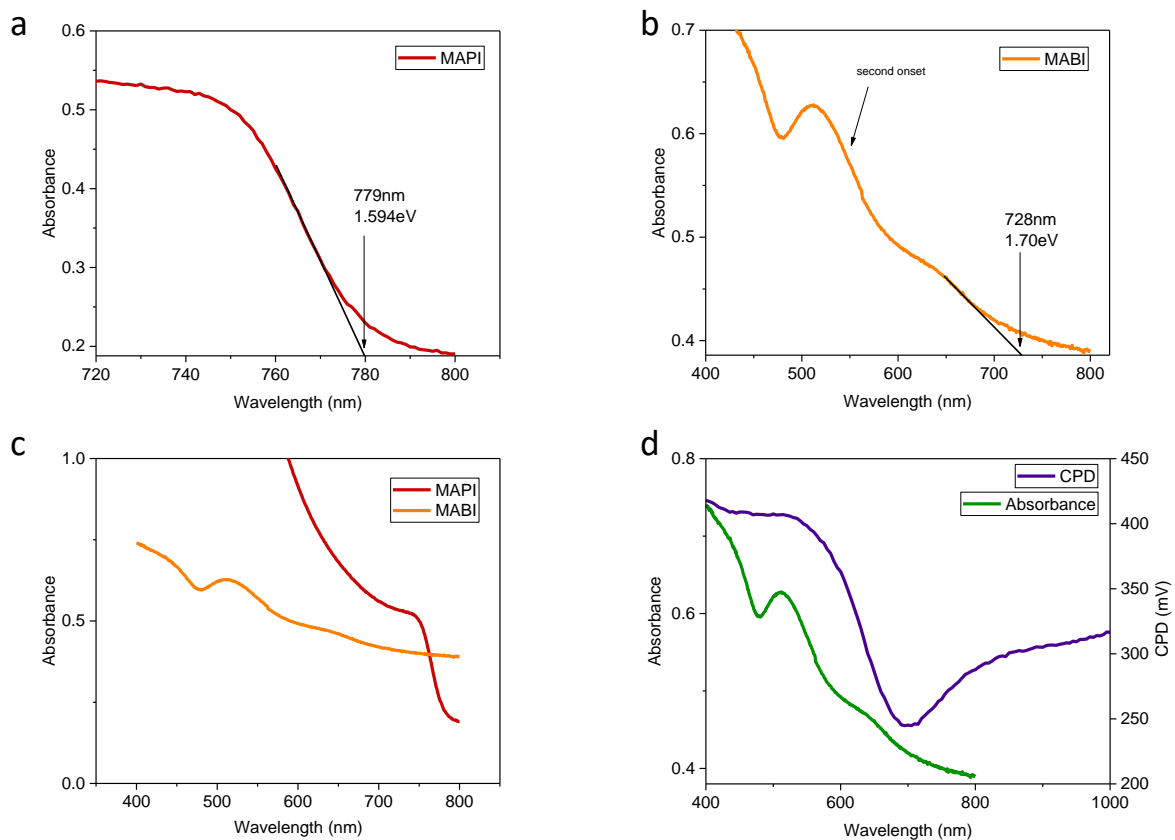 a
0.6
0.5
0.4
0.3
0.2
Absorbance
MAPI
779nm
1.594eV
720 740 760 780 800
Wavelength (nm)
b
0.7
0.6
0.5
0.4
Absorbance
second onset
MABI
728nm
1.70eV
400 500 600 700 800
Wavelength (nm)
c
1.0
0.5
0.0
Absorbance
MAPI
MABI
400 500 600 700 800
Wavelength (nm)
d
0.8
0.6
0.4
Absorbance
CPD
Absorbance
450
400
350
300
250
200
CPD (mV)
400 600 800 1000
Wavelength (nm)